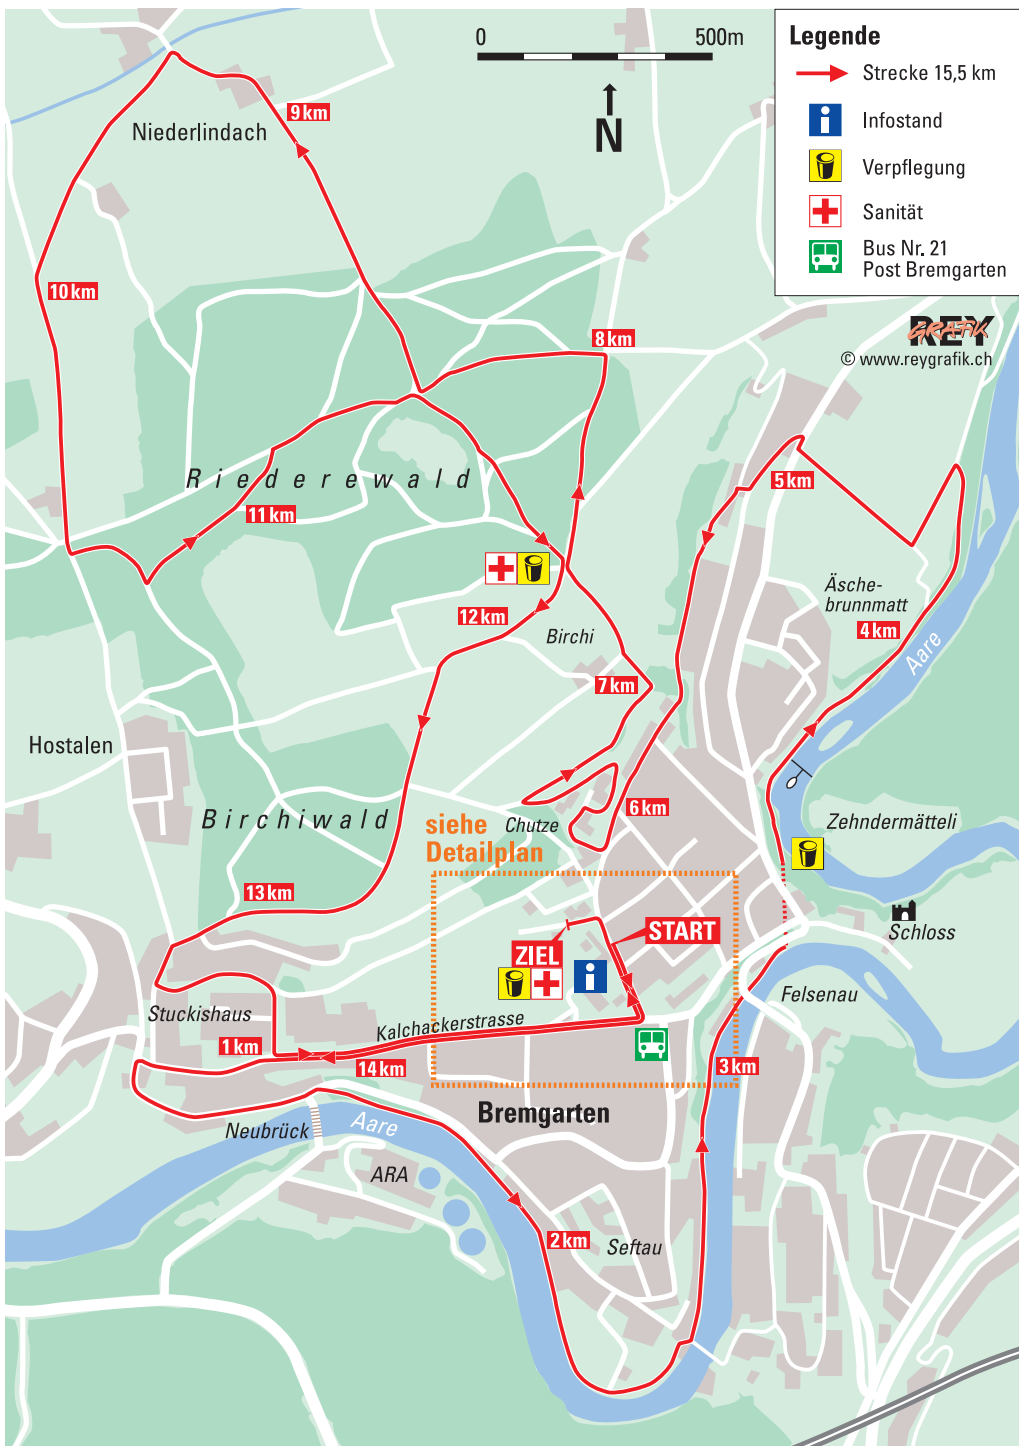 0 500m
N
Legende
Strecke 15,5 km
Infostand
Verpflegung
Sanität
Bus Nr. 21
Post Bremgarten
REY
GRAFIK
© www.reygrafik.ch
9 km
Niederlindach
10 km
8 km
Riederewald
5 km
11 km
Äsche-
brunnmatt
4 km
Aare
12 km
Birchi
7 km
Hostalen
6 km
Birchiwald
Chutze
siehe
Detailplan
Zehndermätteli
13 km
START
ZIEL
Schloss
Felsenau
Stuckishaus
Kalchackerstrasse
1 km
14 km
3 km
Bremgarten
Neubrück
Aare
ARA
2 km
Seftau